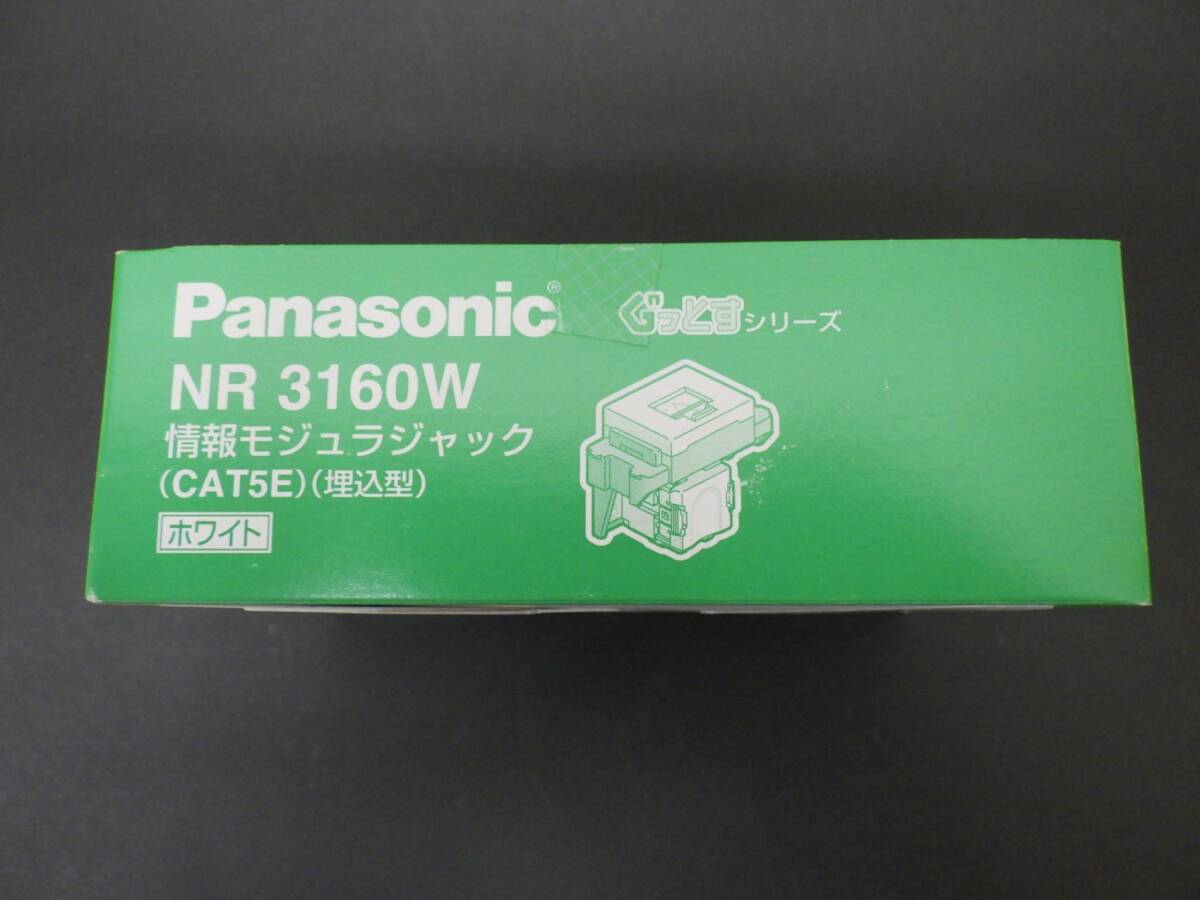 Panasonic®
ぐっとすシリーズ
NR 3160W
情報モジュラジャック
(CAT5E)(埋込型)
ホワイト